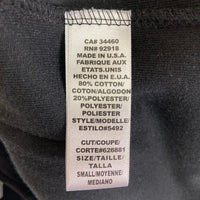 CA# 34460
RN# 92918
MADE IN U.S.A.
FABRIQUE AUX
ETATS.UNIS
HECHO EN E.U.A.
80% COTTON/
COTON/ALGODON
20%POLYESTER/
POLYESTER/
POLIESTER
STYLE/MODELLE/
ESTILO#5492
CUT/COUPE/
CORTE#626881
SIZE/TAILLE/
TALLA
SMALL/MOYENNE/
MEDIANO